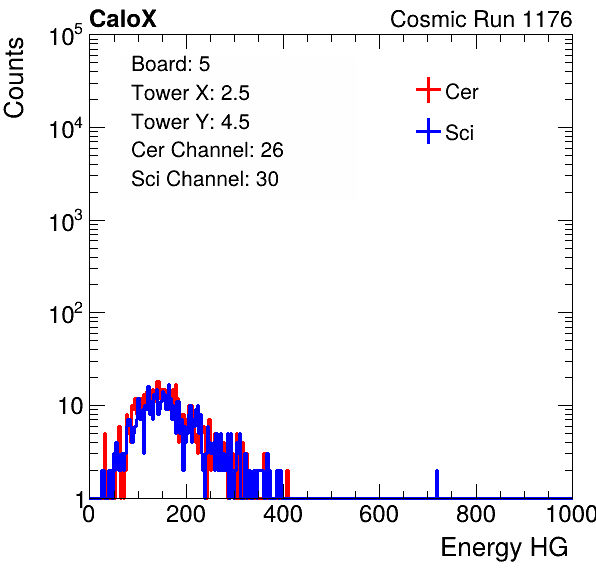 CaloX Cosmic Run 1176
Counts
10^5
10^4
10^3
10^2
10
1
Board: 5
Tower X: 2.5
Tower Y: 4.5
Cer Channel: 26
Sci Channel: 30
Cer
Sci
0 200 400 600 800 1000
Energy HG